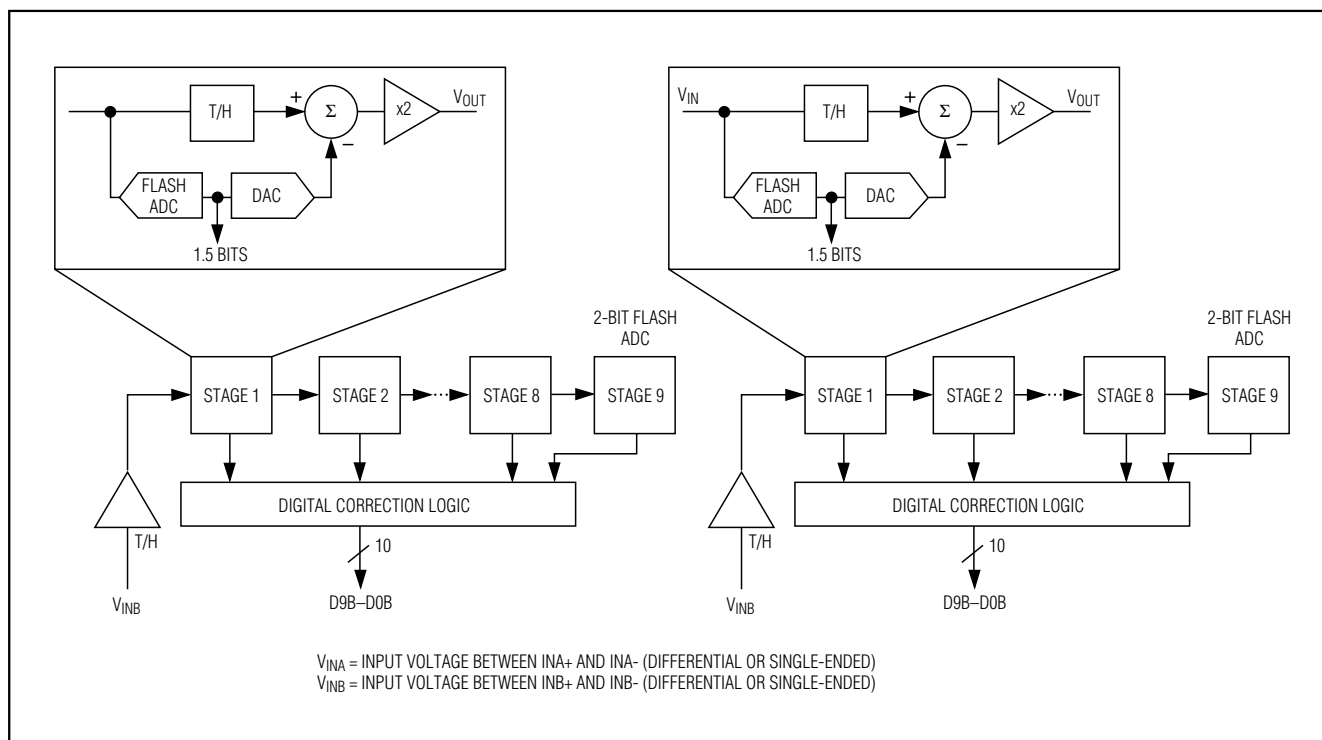 T/H
+
Σ
−
x2
VOUT
FLASH
ADC
DAC
1.5 BITS
VIN
T/H
+
Σ
−
x2
VOUT
FLASH
ADC
DAC
1.5 BITS
2-BIT FLASH
ADC
STAGE 1
STAGE 2
...
STAGE 8
STAGE 9
DIGITAL CORRECTION LOGIC
T/H
10
VINB
D9B–D0B
2-BIT FLASH
ADC
STAGE 1
STAGE 2
...
STAGE 8
STAGE 9
DIGITAL CORRECTION LOGIC
T/H
10
VINB
D9B–D0B
VINA = INPUT VOLTAGE BETWEEN INA+ AND INA- (DIFFERENTIAL OR SINGLE-ENDED)
VINB = INPUT VOLTAGE BETWEEN INB+ AND INB- (DIFFERENTIAL OR SINGLE-ENDED)